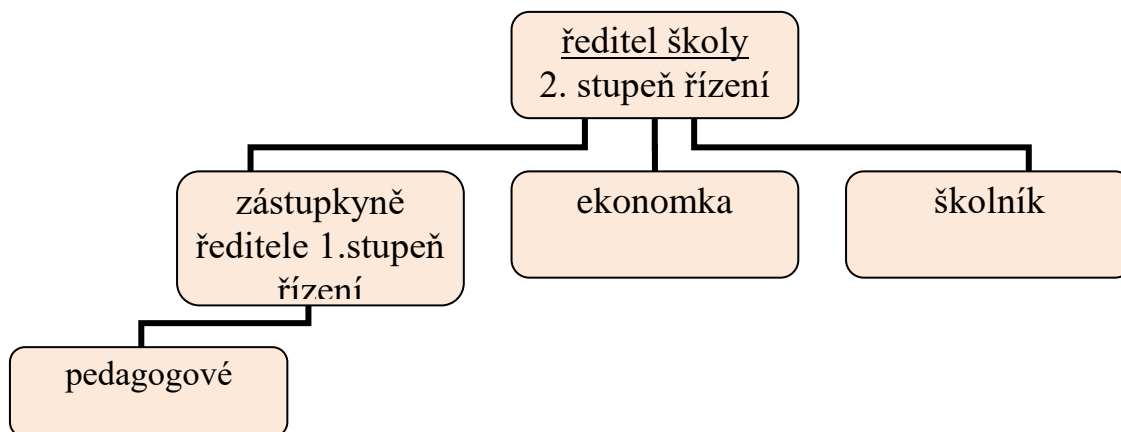 ředitel školy
2. stupeň řízení
zástupkyně
ředitele 1.stupeň
řízení
ekonomka
školník
pedagogové